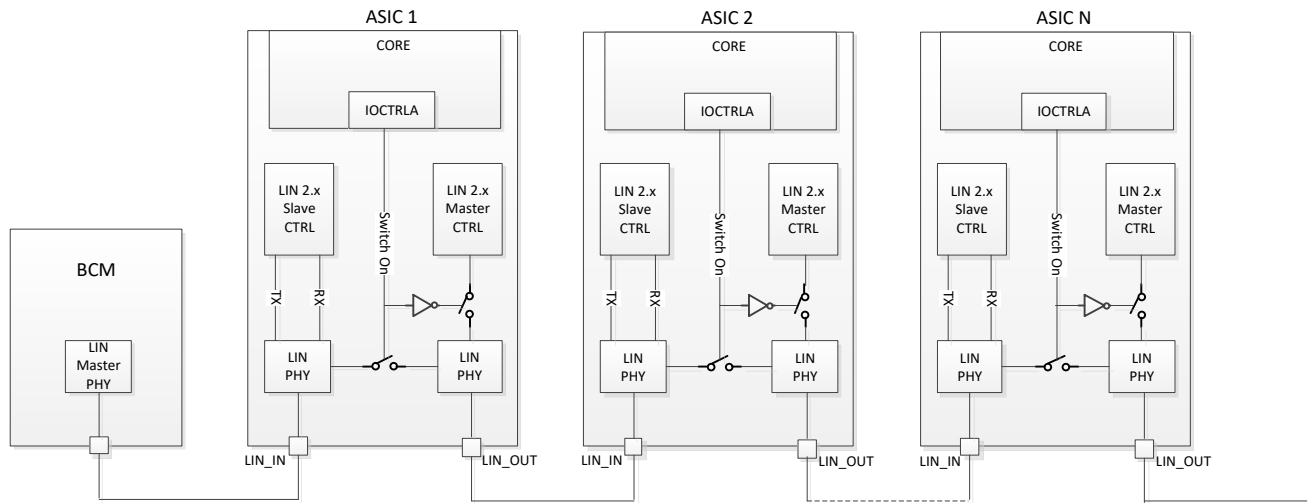 ASIC 1
ASIC 2
ASIC N
CORE
CORE
CORE
IOCTRLA
IOCTRLA
IOCTRLA
LIN 2.x
Slave
CTRL
Switch On
LIN 2.x
Master
CTRL
LIN 2.x
Slave
CTRL
Switch On
LIN 2.x
Master
CTRL
LIN 2.x
Slave
CTRL
Switch On
LIN 2.x
Master
CTRL
BCM
TX
RX
TX
RX
TX
RX
LIN
Master
PHY
LIN
PHY
LIN
PHY
LIN
PHY
LIN
PHY
LIN
PHY
LIN
PHY
LIN_IN
LIN_OUT
LIN_IN
LIN_OUT
LIN_IN
LIN_OUT